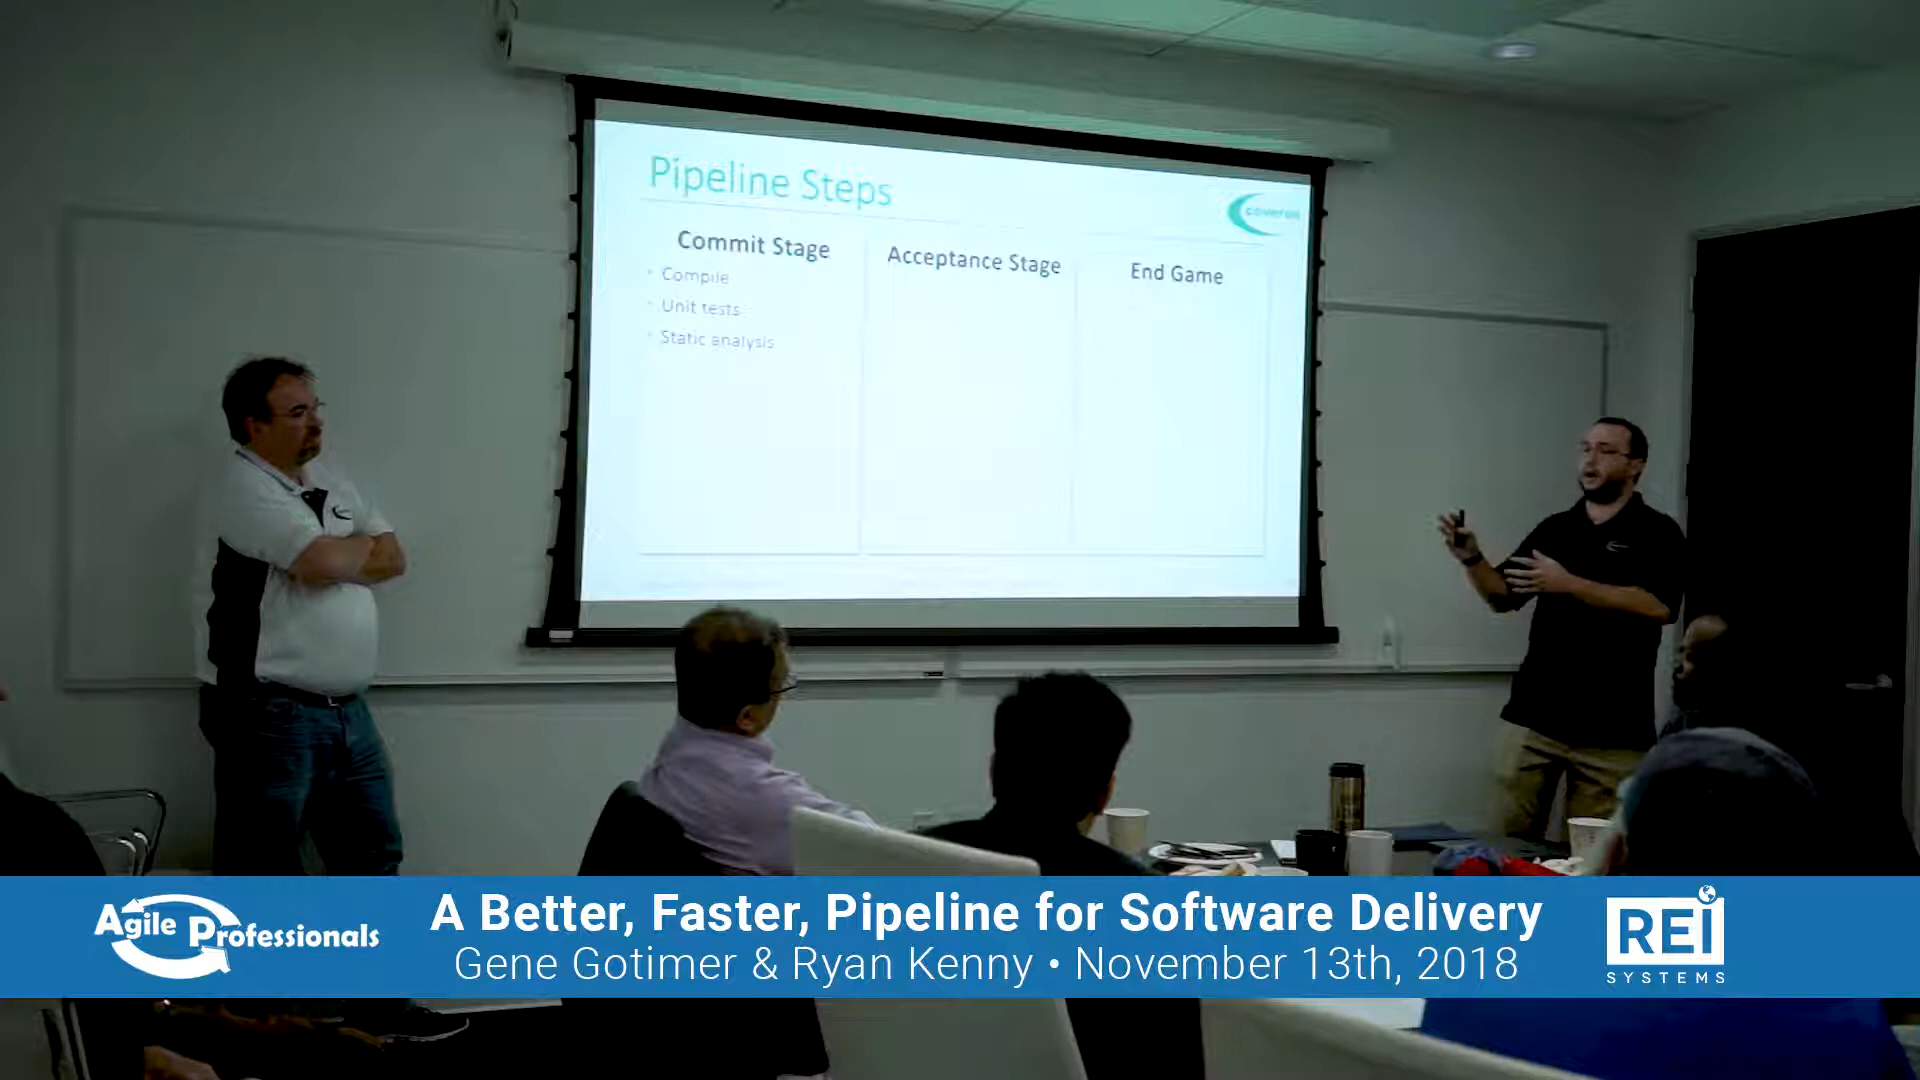 Pipeline Steps
coveros
Commit Stage
Compile
Unit tests
Static analysis
Acceptance Stage
End Game
Agile Professionals
A Better, Faster, Pipeline for Software Delivery
Gene Gotimer & Ryan Kenny • November 13th, 2018
REI
SYSTEMS